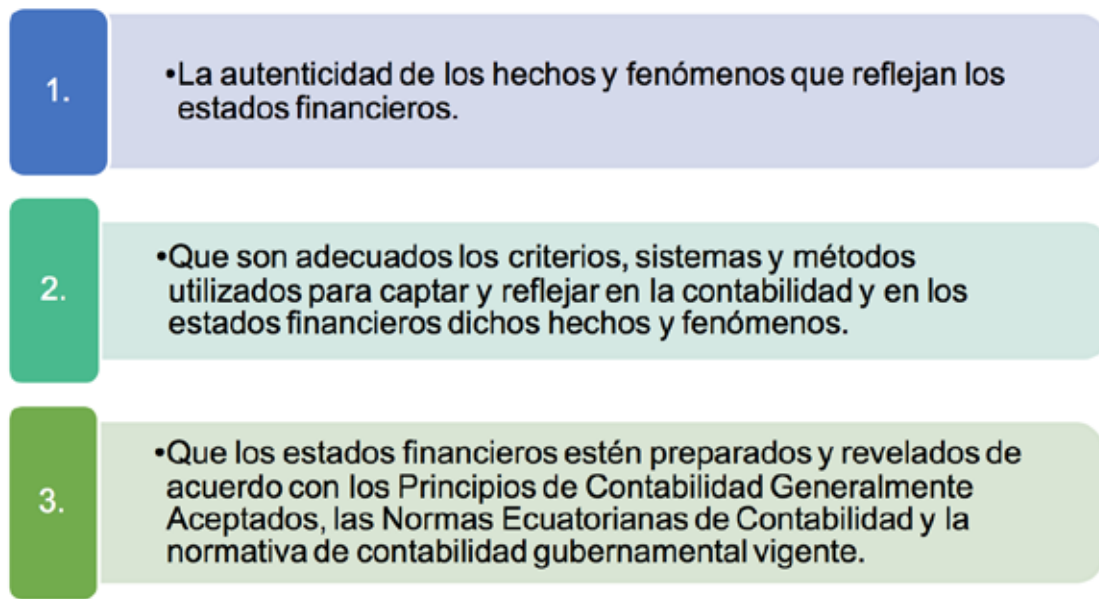 1.
•La autenticidad de los hechos y fenómenos que reflejan los
estados financieros.
2.
•Que son adecuados los criterios, sistemas y métodos
utilizados para captar y reflejar en la contabilidad y en los
estados financieros dichos hechos y fenómenos.
3.
•Que los estados financieros estén preparados y revelados de
acuerdo con los Principios de Contabilidad Generalmente
Aceptados, las Normas Ecuatorianas de Contabilidad y la
normativa de contabilidad gubernamental vigente.